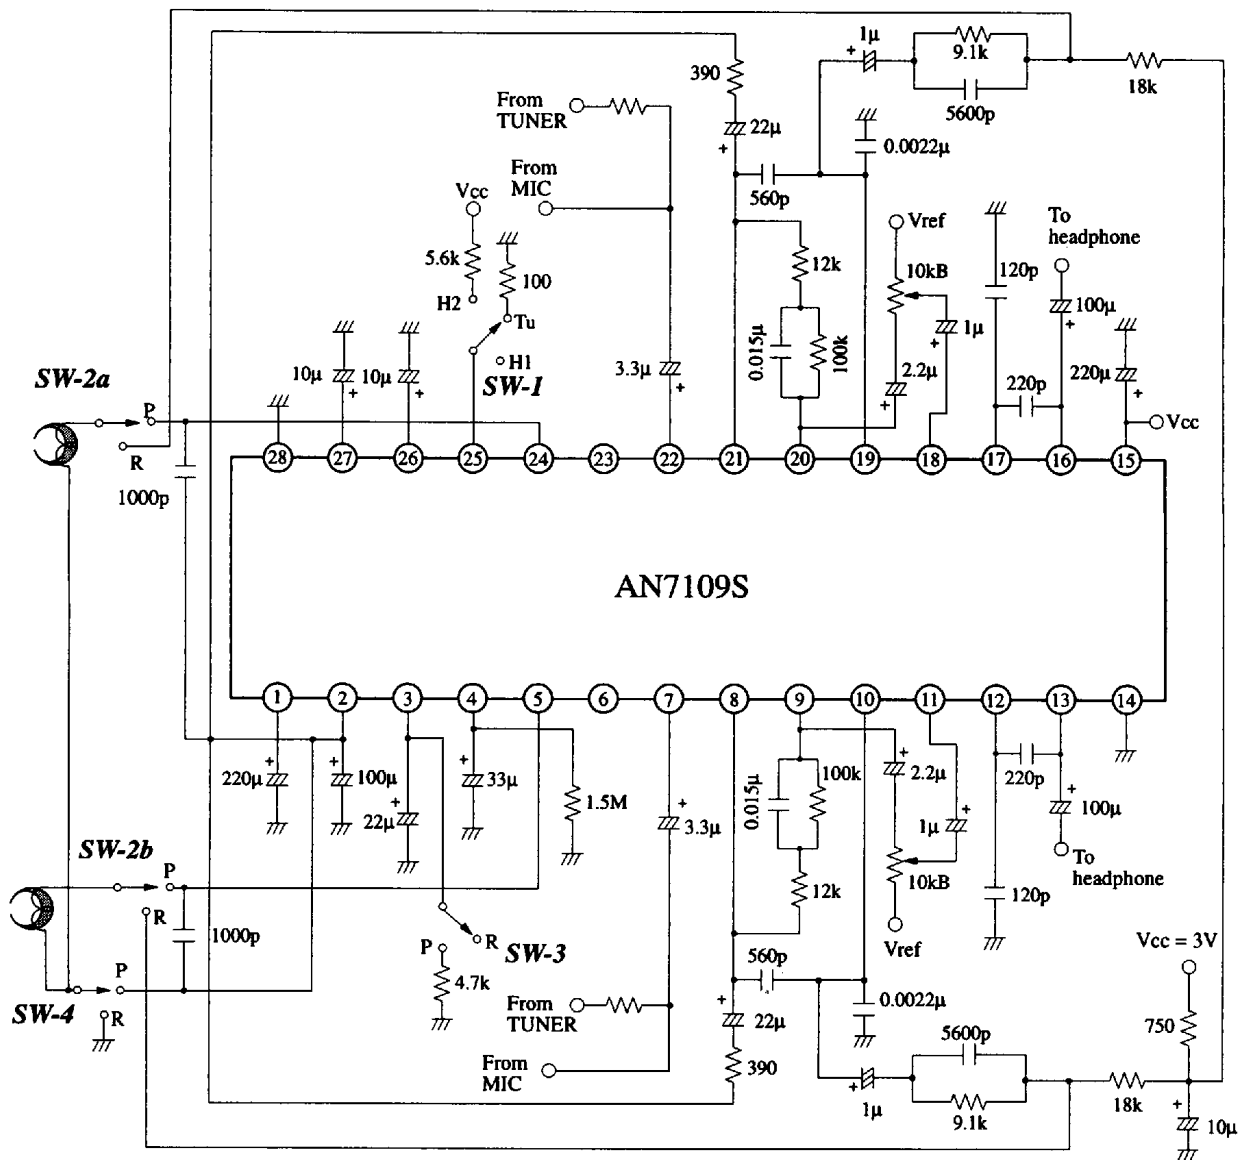 1μ
9.1k
5600p
18k
390
From
TUNER
22μ
0.0022μ
From
MIC
560p
Vcc
5.6k
100
H2
Tu
H1
SW-1
Vref
12k
10kB
1μ
0.015μ
100k
2.2μ
120p
To
headphone
100μ
220p
220μ
Vcc
3.3μ
10μ
10μ
SW-2a
P
R
1000p
28
27
26
25
24
23
22
21
20
19
18
17
16
15
AN7109S
1
2
3
4
5
6
7
8
9
10
11
12
13
14
220μ
100μ
22μ
33μ
1.5M
3.3μ
0.015μ
100k
12k
2.2μ
1μ
10kB
Vref
220p
100μ
To
headphone
120p
SW-2b
P
R
1000p
P
SW-4
R
R
SW-3
P
4.7k
From
TUNER
From
MIC
560p
22μ
390
0.0022μ
5600p
1μ
9.1k
18k
Vcc = 3V
750
10μ